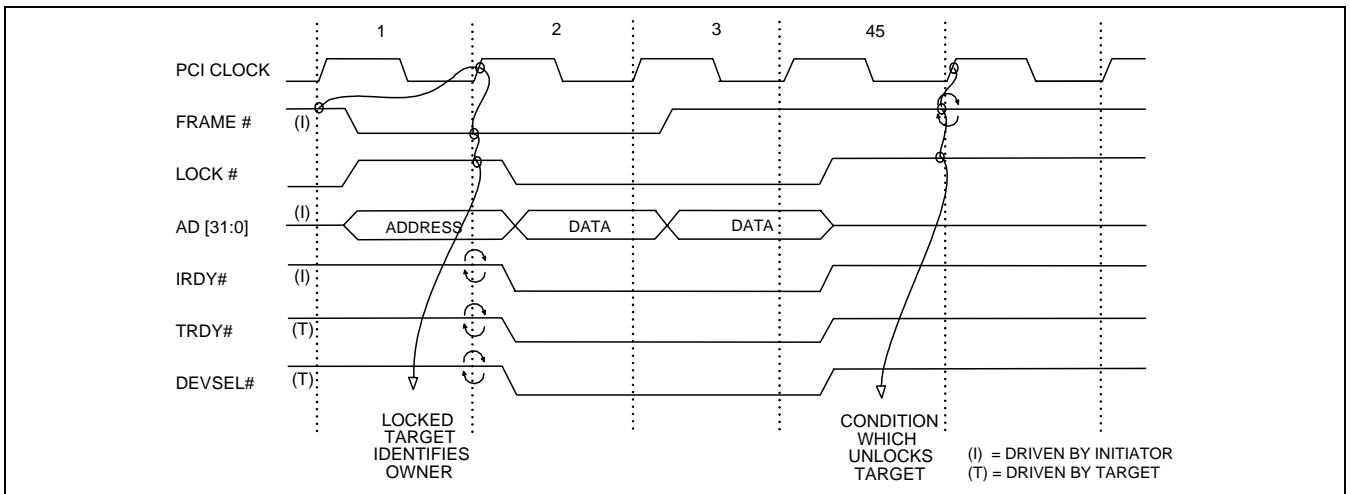 1 2 3 45
PCI CLOCK
FRAME # (I)
LOCK #
AD [31:0] (I) ADDRESS DATA DATA
IRDY# (I)
TRDY# (T)
DEVSEL# (T)
LOCKED
TARGET
IDENTIFIES
OWNER
CONDITION
WHICH
UNLOCKS
TARGET
(I) = DRIVEN BY INITIATOR
(T) = DRIVEN BY TARGET